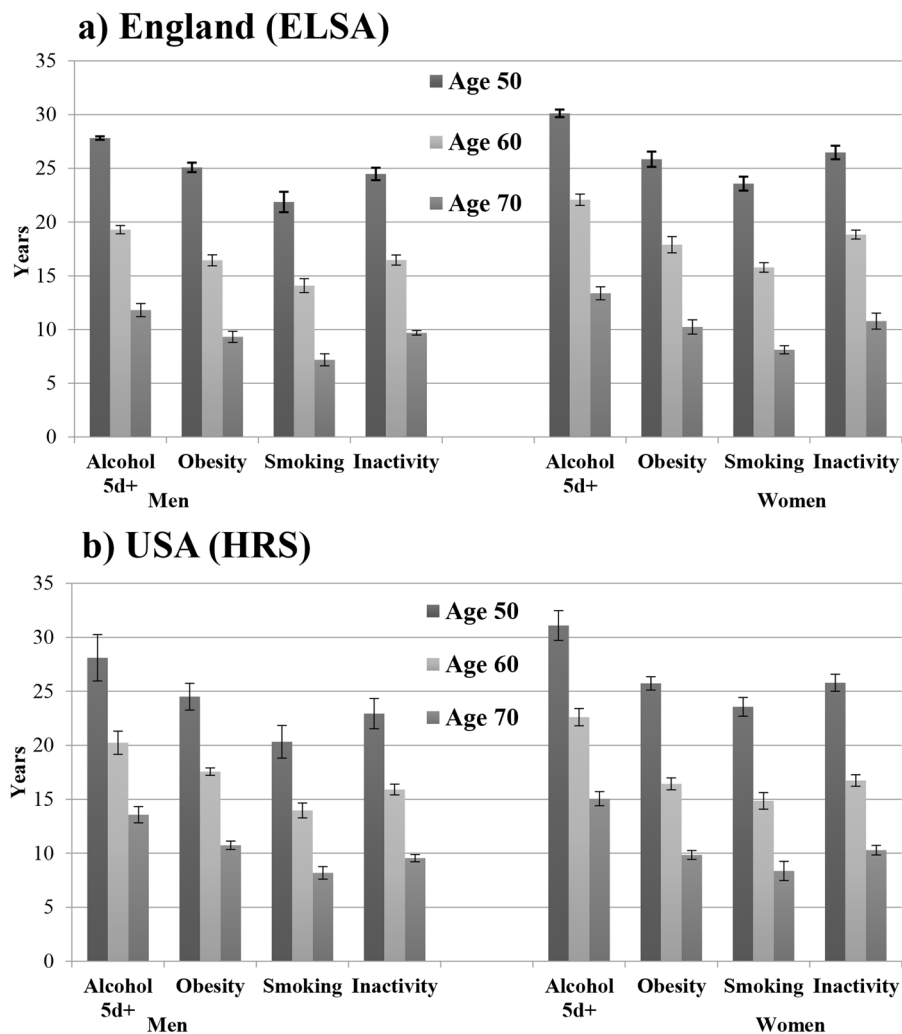 a) England (ELSA)
35
30
25
20
15
10
5
0
Years
Age 50
Age 60
Age 70
Alcohol 5d+
Obesity
Smoking
Inactivity
Men
Alcohol 5d+
Obesity
Smoking
Inactivity
Women
b) USA (HRS)
35
30
25
20
15
10
5
0
Years
Age 50
Age 60
Age 70
Alcohol 5d+
Obesity
Smoking
Inactivity
Men
Alcohol 5d+
Obesity
Smoking
Inactivity
Women